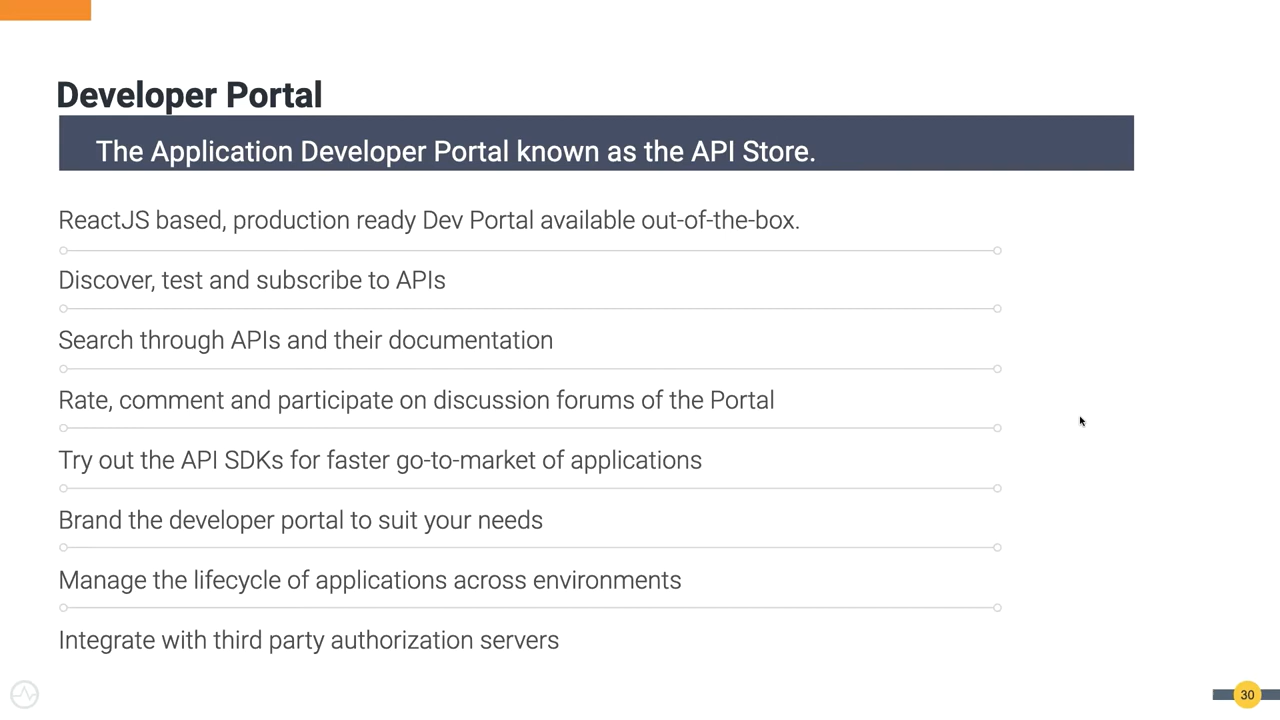 Developer Portal
The Application Developer Portal known as the API Store.
ReactJS based, production ready Dev Portal available out-of-the-box.
Discover, test and subscribe to APIs
Search through APIs and their documentation
Rate, comment and participate on discussion forums of the Portal
Try out the API SDKs for faster go-to-market of applications
Brand the developer portal to suit your needs
Manage the lifecycle of applications across environments
Integrate with third party authorization servers
30